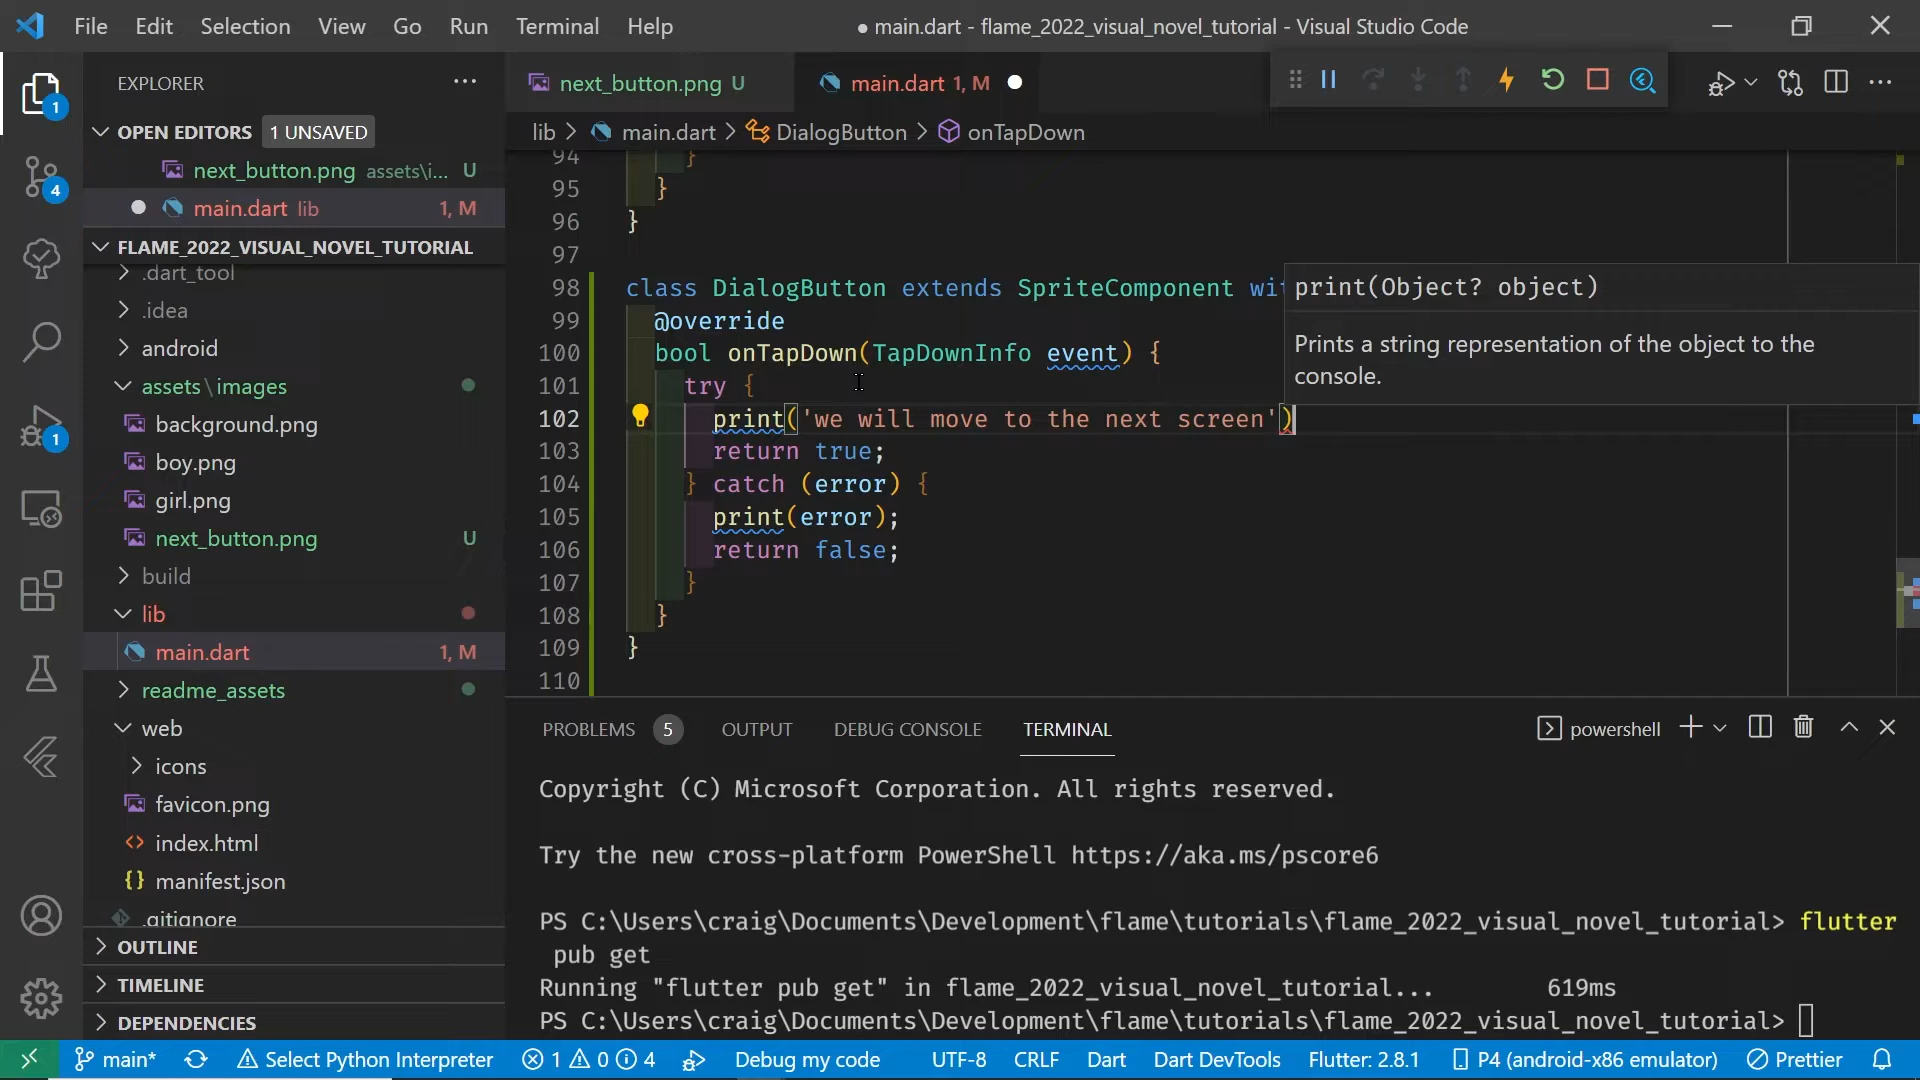 File Edit Selection View Go Run Terminal Help
● main.dart - flame_2022_visual_novel_tutorial - Visual Studio Code
EXPLORER
OPEN EDITORS 1 UNSAVED
next_button.png assets\i... U
main.dart lib 1, M
FLAME_2022_VISUAL_NOVEL_TUTORIAL
.dart_tool
.idea
android
assets\images
background.png
boy.png
girl.png
next_button.png U
build
lib
main.dart 1, M
readme_assets
web
icons
favicon.png
index.html
manifest.json
.gitignore
OUTLINE
TIMELINE
DEPENDENCIES
1
4
1
next_button.png U
main.dart 1, M
lib > main.dart > DialogButton > onTapDown
94 }
95 }
96 }
97
98 class DialogButton extends SpriteComponent wit
99 @override
100 bool onTapDown(TapDownInfo event) {
101 try {
102 print('we will move to the next screen')
103 return true;
104 } catch (error) {
105 print(error);
106 return false;
107 }
108 }
109 }
110
print(Object? object)
Prints a string representation of the object to the
console.
PROBLEMS 5 OUTPUT DEBUG CONSOLE TERMINAL
powershell
Copyright (C) Microsoft Corporation. All rights reserved.
Try the new cross-platform PowerShell https://aka.ms/pscore6
PS C:\Users\craig\Documents\Development\flame\tutorials\flame_2022_visual_novel_tutorial> flutter
pub get
Running "flutter pub get" in flame_2022_visual_novel_tutorial... 619ms
PS C:\Users\craig\Documents\Development\flame\tutorials\flame_2022_visual_novel_tutorial>
main* Select Python Interpreter 1 0 4 Debug my code UTF-8 CRLF Dart Dart DevTools Flutter: 2.8.1 P4 (android-x86 emulator) Prettier